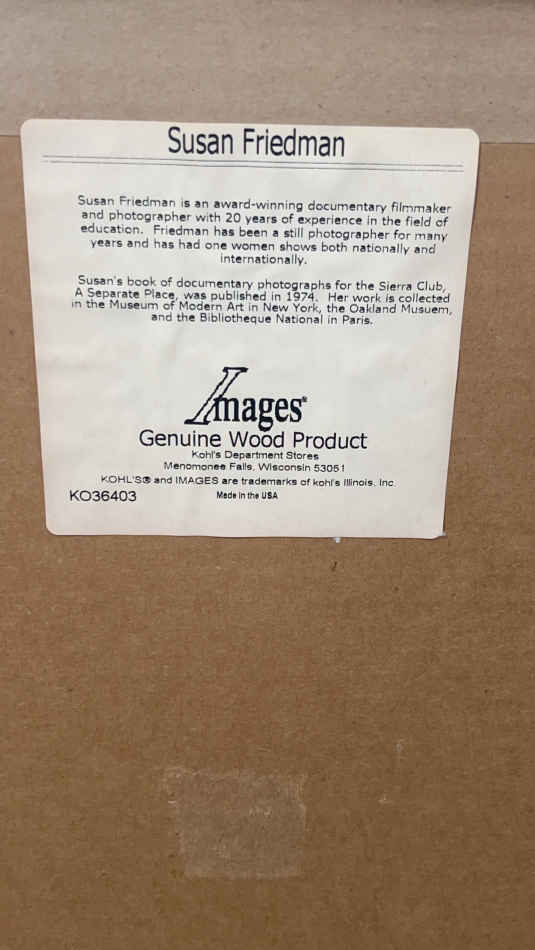 Susan Friedman
Susan Friedman is an award-winning documentary filmmaker
and photographer with 20 years of experience in the field of
education. Friedman has been a still photographer for many
years and has had one women shows both nationally and
internationally.
Susan's book of documentary photographs for the Sierra Club,
A Separate Place, was published in 1974. Her work is collected
in the Museum of Modern Art in New York, the Oakland Musuem,
and the Bibliotheque National in Paris.
Images®
Genuine Wood Product
Kohl's Department Stores
Menomonee Falls, Wisconsin 53051
KOHL'S® and IMAGES are trademarks of kohl's Illinois, Inc.
KO36403 Made in the USA